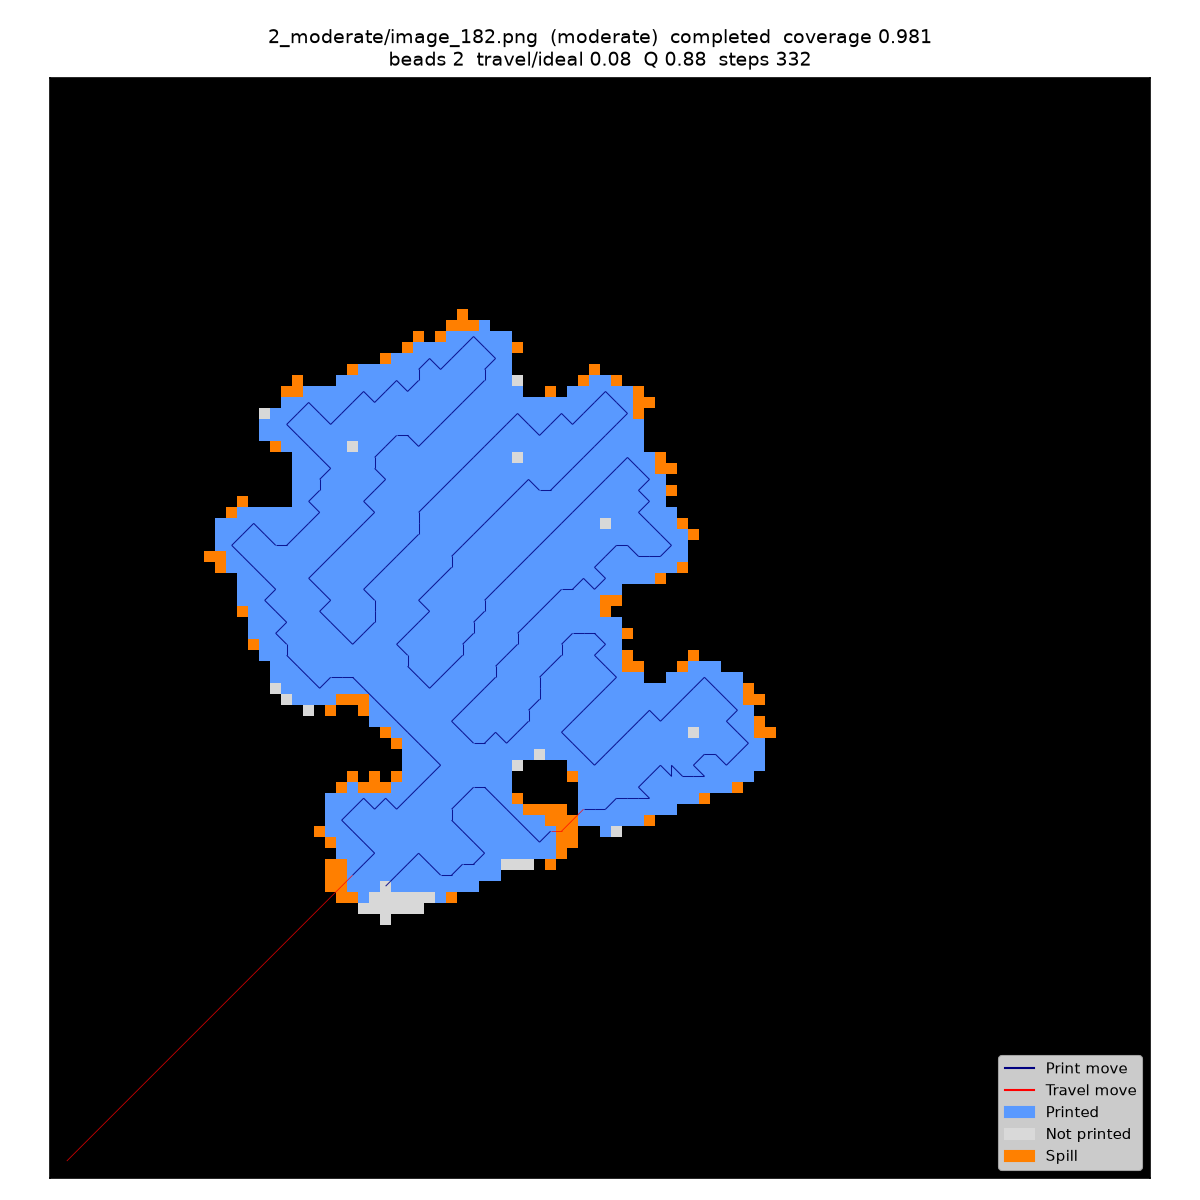 2_moderate/image_182.png  (moderate)  completed  coverage 0.981
beads 2  travel/ideal 0.08  Q 0.88  steps 332
Print move
Travel move
Printed
Not printed
Spill